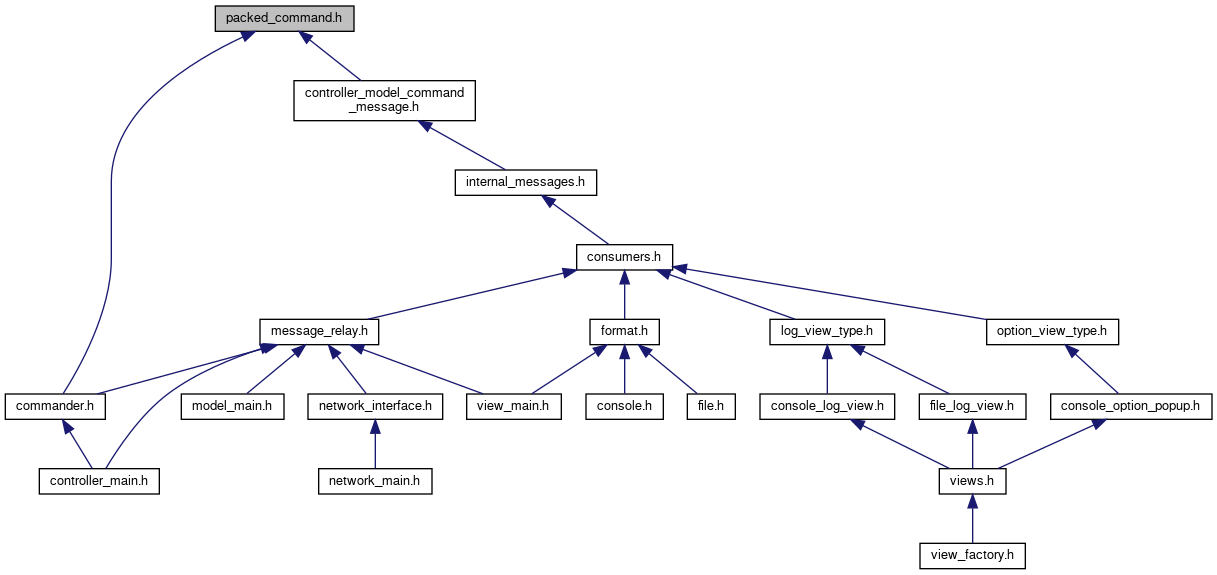 packed_command.h
controller_model_command
_message.h
internal_messages.h
consumers.h
message_relay.h
format.h
log_view_type.h
option_view_type.h
commander.h
model_main.h
network_interface.h
view_main.h
console.h
file.h
console_log_view.h
file_log_view.h
console_option_popup.h
controller_main.h
network_main.h
views.h
view_factory.h